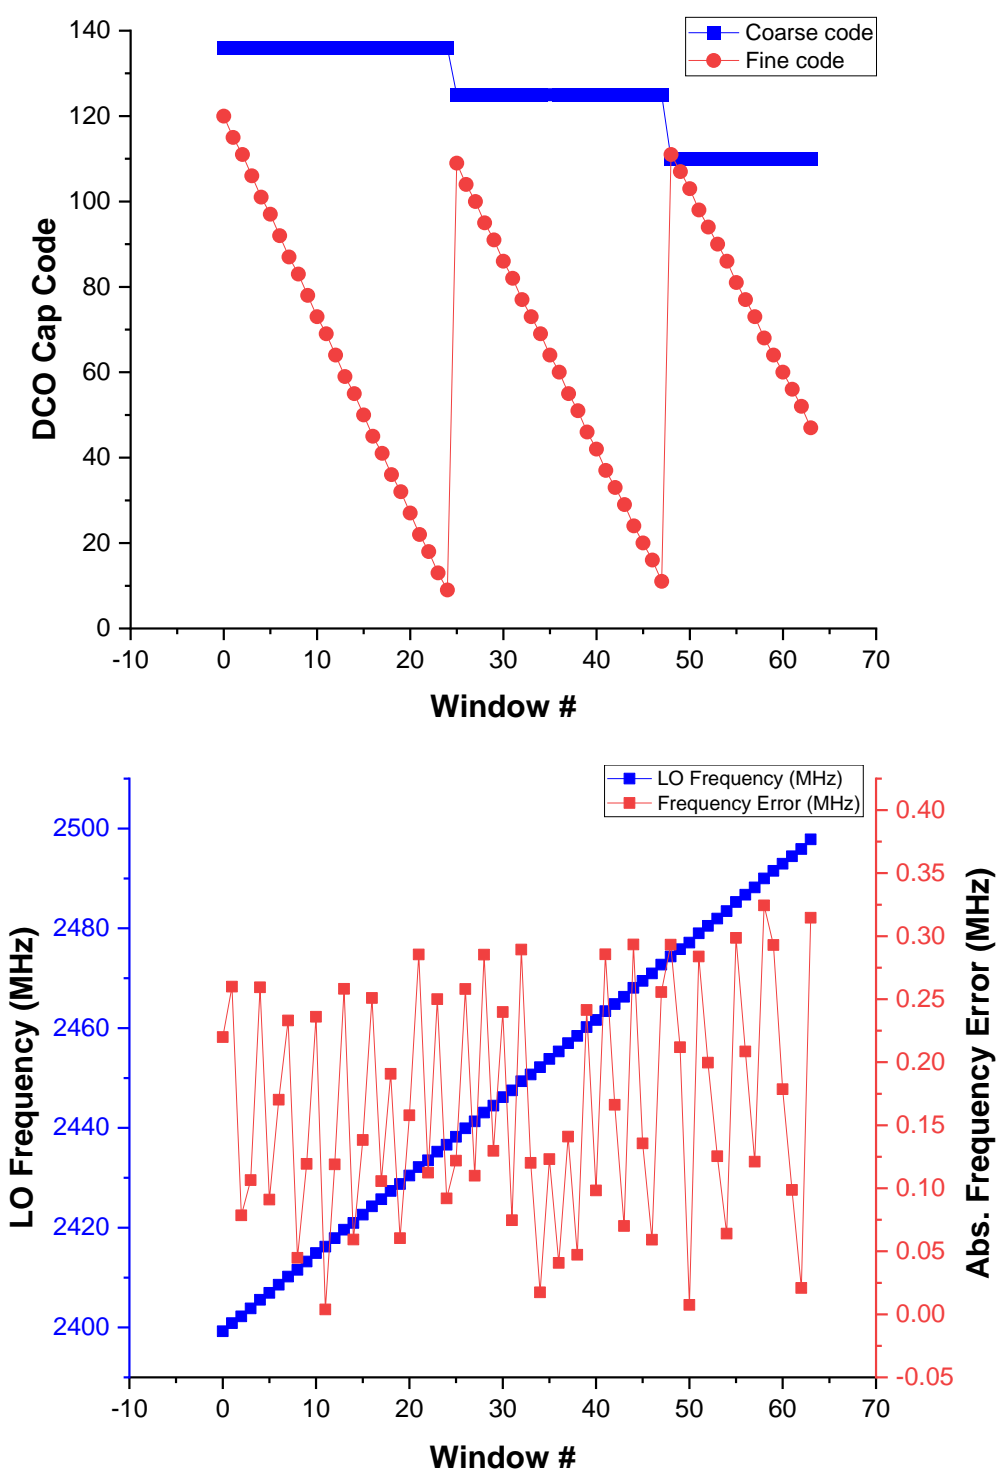 140
120
100
80
60
40
20
0
-10 0 10 20 30 40 50 60 70
DCO Cap Code
Window #
Coarse code
Fine code
LO Frequency (MHz)
Frequency Error (MHz)
2500
2480
2460
2440
2420
2400
LO Frequency (MHz)
0.40
0.35
0.30
0.25
0.20
0.15
0.10
0.05
0.00
-0.05
Abs. Frequency Error (MHz)
-10 0 10 20 30 40 50 60 70
Window #